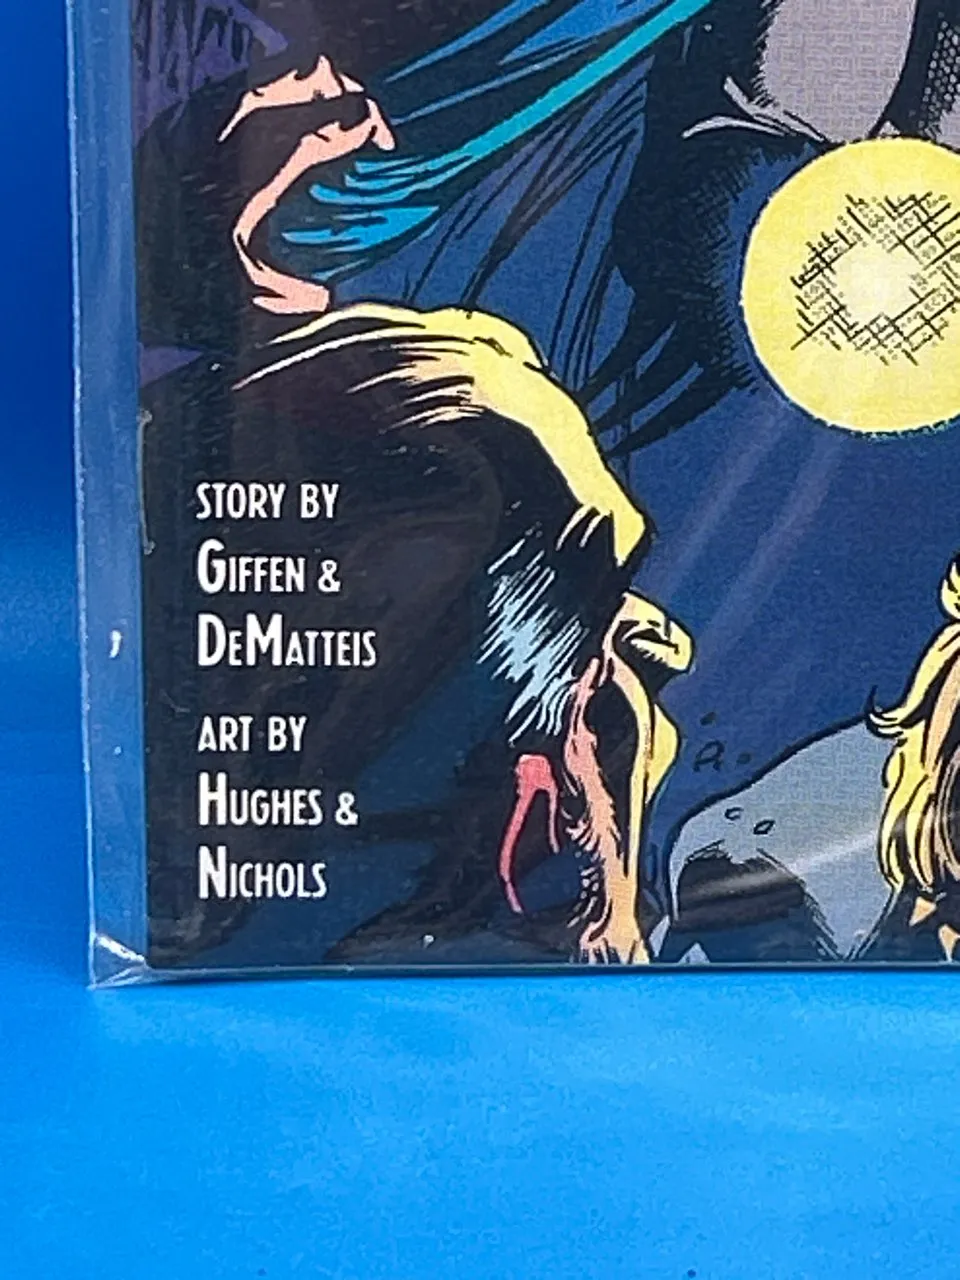 STORY BY
GIFFEN &
DEMATTEIS
ART BY
HUGHES &
NICHOLS